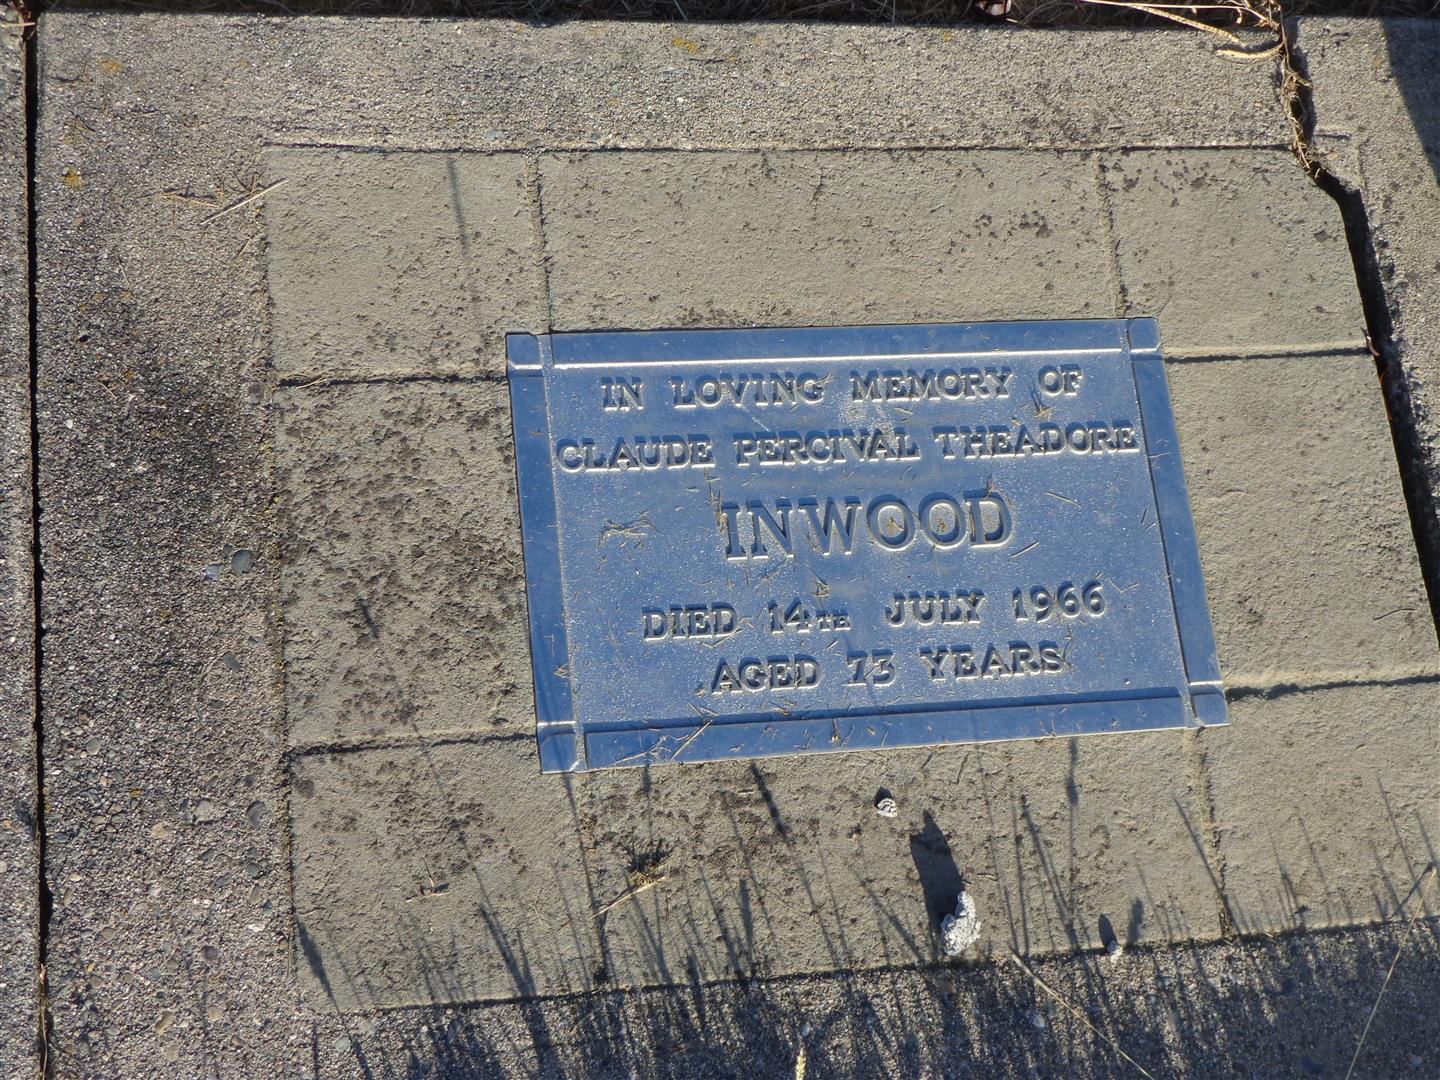 IN LOVING MEMORY OF
CLAUDE PERCIVAL THEADORE
INWOOD
DIED 14TH JULY 1966
AGED 73 YEARS